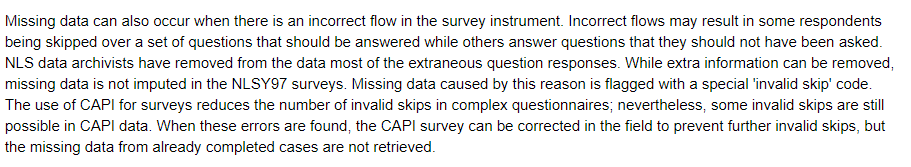 Missing data can also occur when there is an incorrect flow in the survey instrument. Incorrect flows may result in some respondents
being skipped over a set of questions that should be answered while others answer questions that they should not have been asked.
NLS data archivists have removed from the data most of the extraneous question responses. While extra information can be removed,
missing data is not imputed in the NLSY97 surveys. Missing data caused by this reason is flagged with a special 'invalid skip' code.
The use of CAPI for surveys reduces the number of invalid skips in complex questionnaires; nevertheless, some invalid skips are still
possible in CAPI data. When these errors are found, the CAPI survey can be corrected in the field to prevent further invalid skips, but
the missing data from already completed cases are not retrieved.